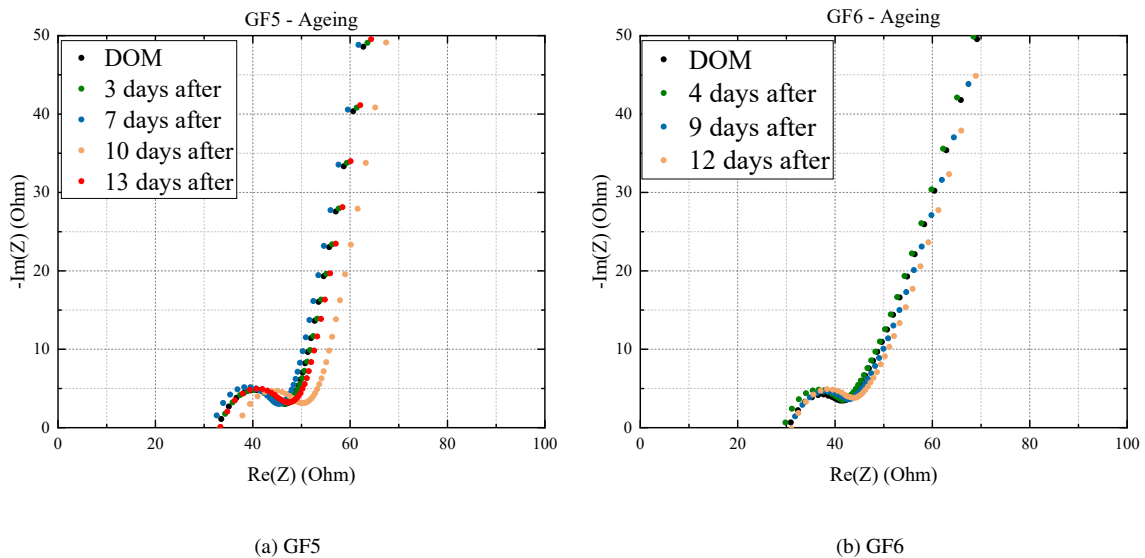 GF5 - Ageing
50
40
30
20
10
0
-Im(Z) (Ohm)
DOM
3 days after
7 days after
10 days after
13 days after
0 20 40 60 80 100
Re(Z) (Ohm)
(a) GF5
GF6 - Ageing
50
40
30
20
10
0
-Im(Z) (Ohm)
DOM
4 days after
9 days after
12 days after
0 20 40 60 80 100
Re(Z) (Ohm)
(b) GF6